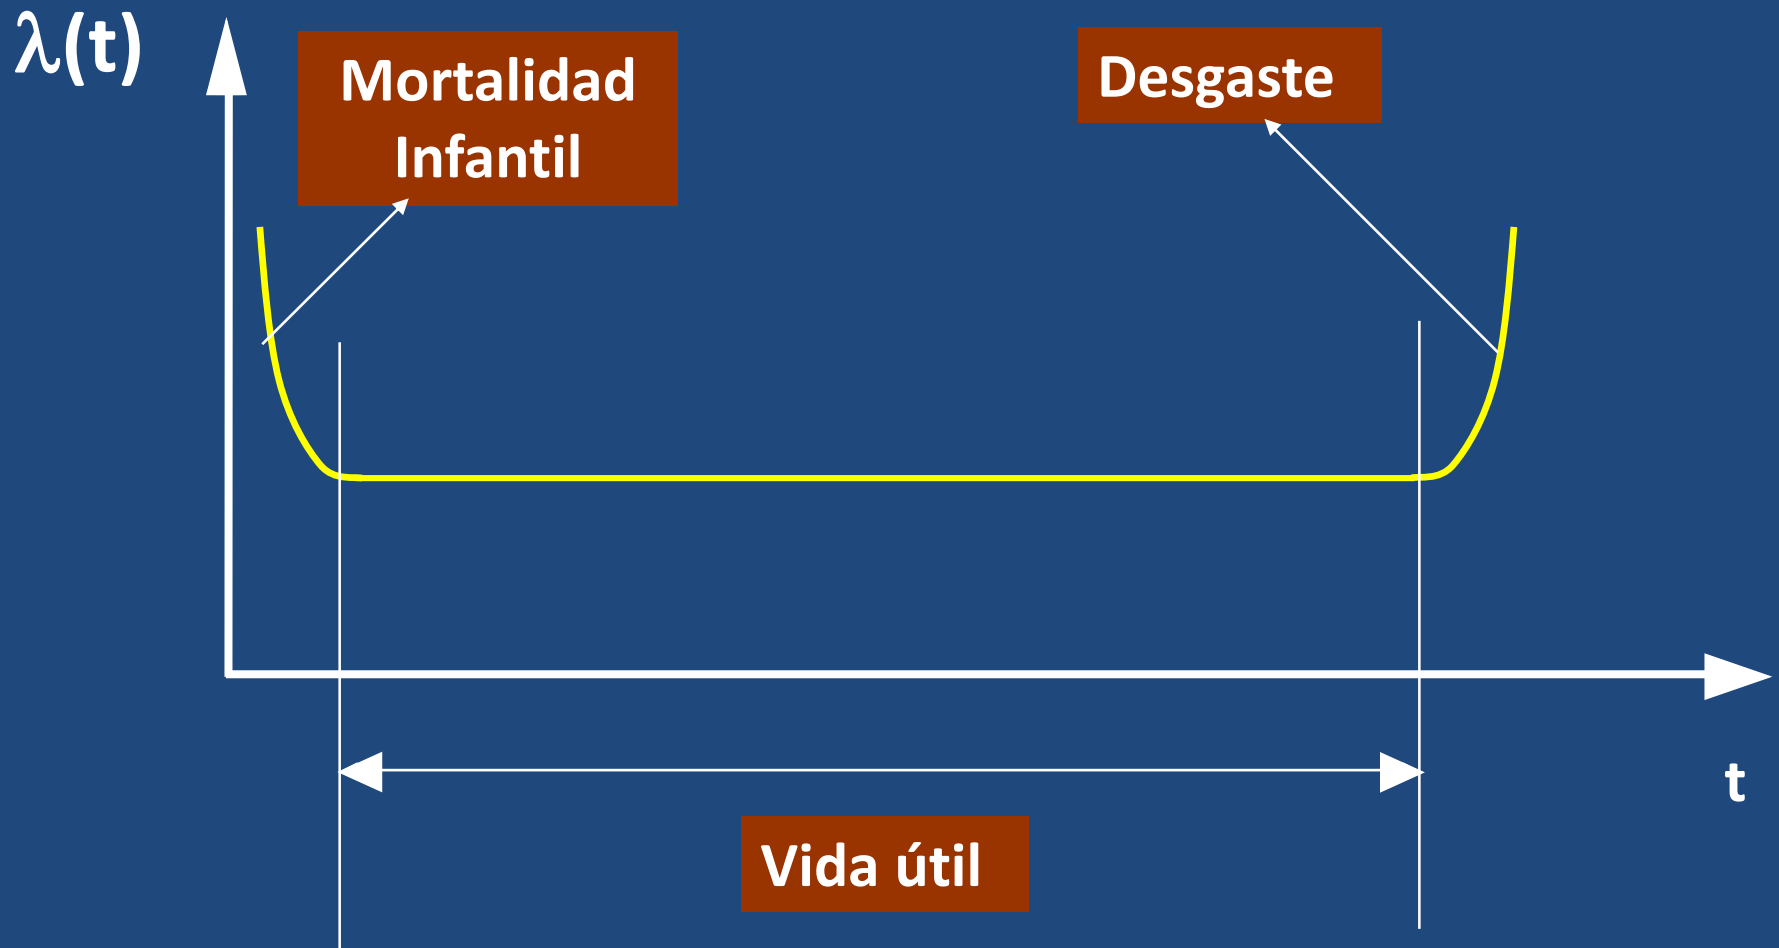 λ(t)
Mortalidad
Infantil
Desgaste
t
Vida útil